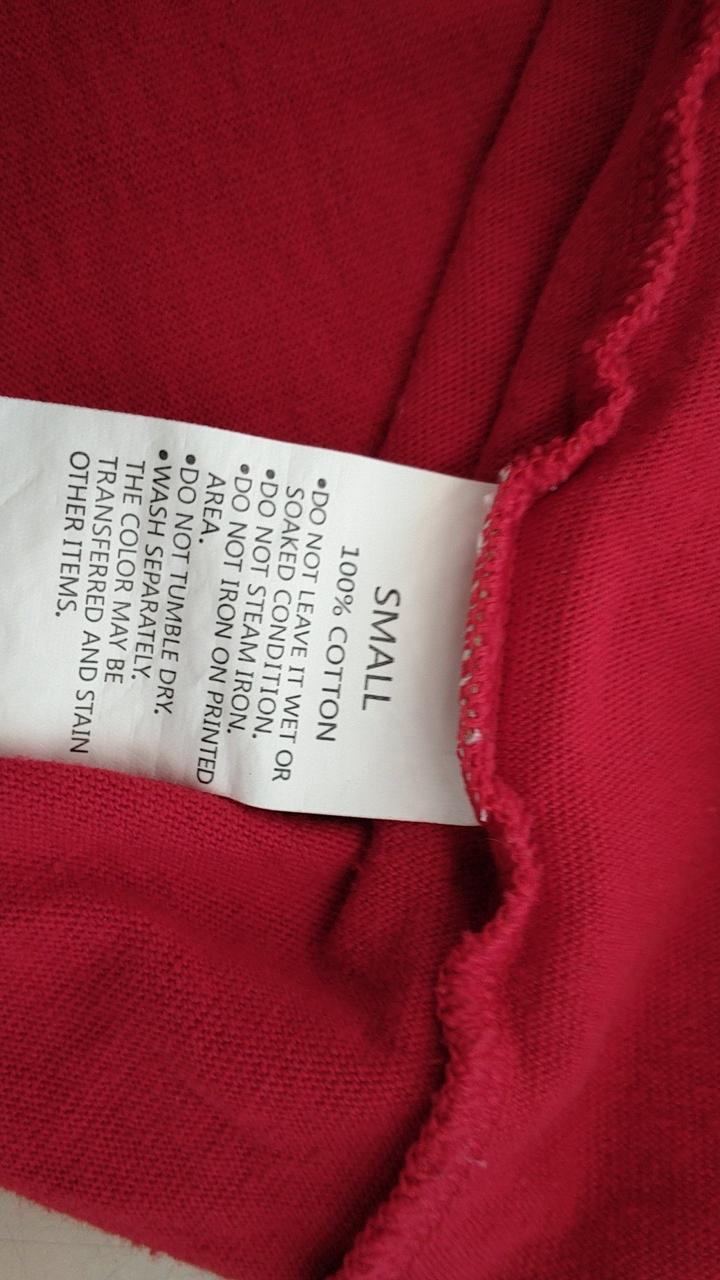 SMALL
100% COTTON
•DO NOT LEAVE IT WET OR
SOAKED CONDITION.
•DO NOT STEAM IRON.
•DO NOT IRON ON PRINTED
AREA.
•DO NOT TUMBLE DRY.
•WASH SEPARATELY.
THE COLOR MAY BE
TRANSFERRED AND STAIN
OTHER ITEMS.